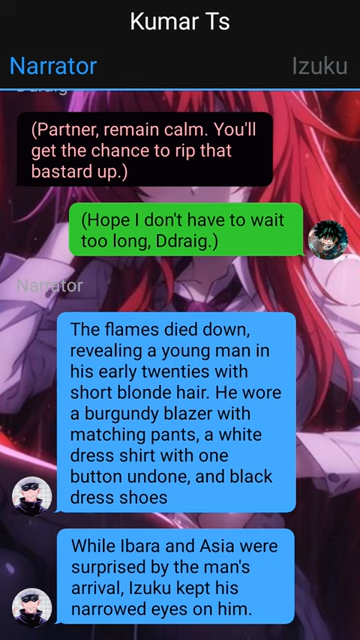 Kumar Ts
Narrator
Izuku
Ddraig
(Partner, remain calm. You'll
get the chance to rip that
bastard up.)
(Hope I don't have to wait
too long, Ddraig.)
Narrator
The flames died down,
revealing a young man in
his early twenties with
short blonde hair. He wore
a burgundy blazer with
matching pants, a white
dress shirt with one
button undone, and black
dress shoes
While Ibara and Asia were
surprised by the man's
arrival, Izuku kept his
narrowed eyes on him.